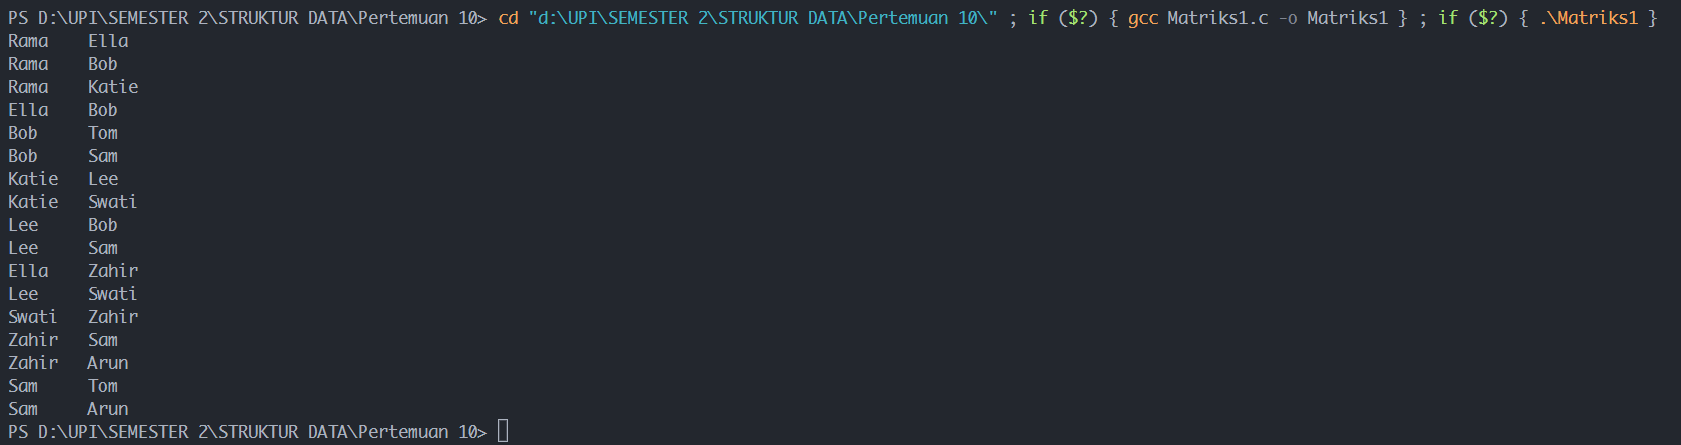 PS D:\UPI\SEMESTER 2\STRUKTUR DATA\Pertemuan 10> cd "d:\UPI\SEMESTER 2\STRUKTUR DATA\Pertemuan 10\" ; if ($?) { gcc Matriks1.c -o Matriks1 } ; if ($?) { .\Matriks1 }
Rama    Ella
Rama    Bob
Rama    Katie
Ella    Bob
Bob     Tom
Bob     Sam
Katie   Lee
Katie   Swati
Lee     Bob
Lee     Sam
Ella    Zahir
Lee     Swati
Swati   Zahir
Zahir   Sam
Zahir   Arun
Sam     Tom
Sam     Arun
PS D:\UPI\SEMESTER 2\STRUKTUR DATA\Pertemuan 10>